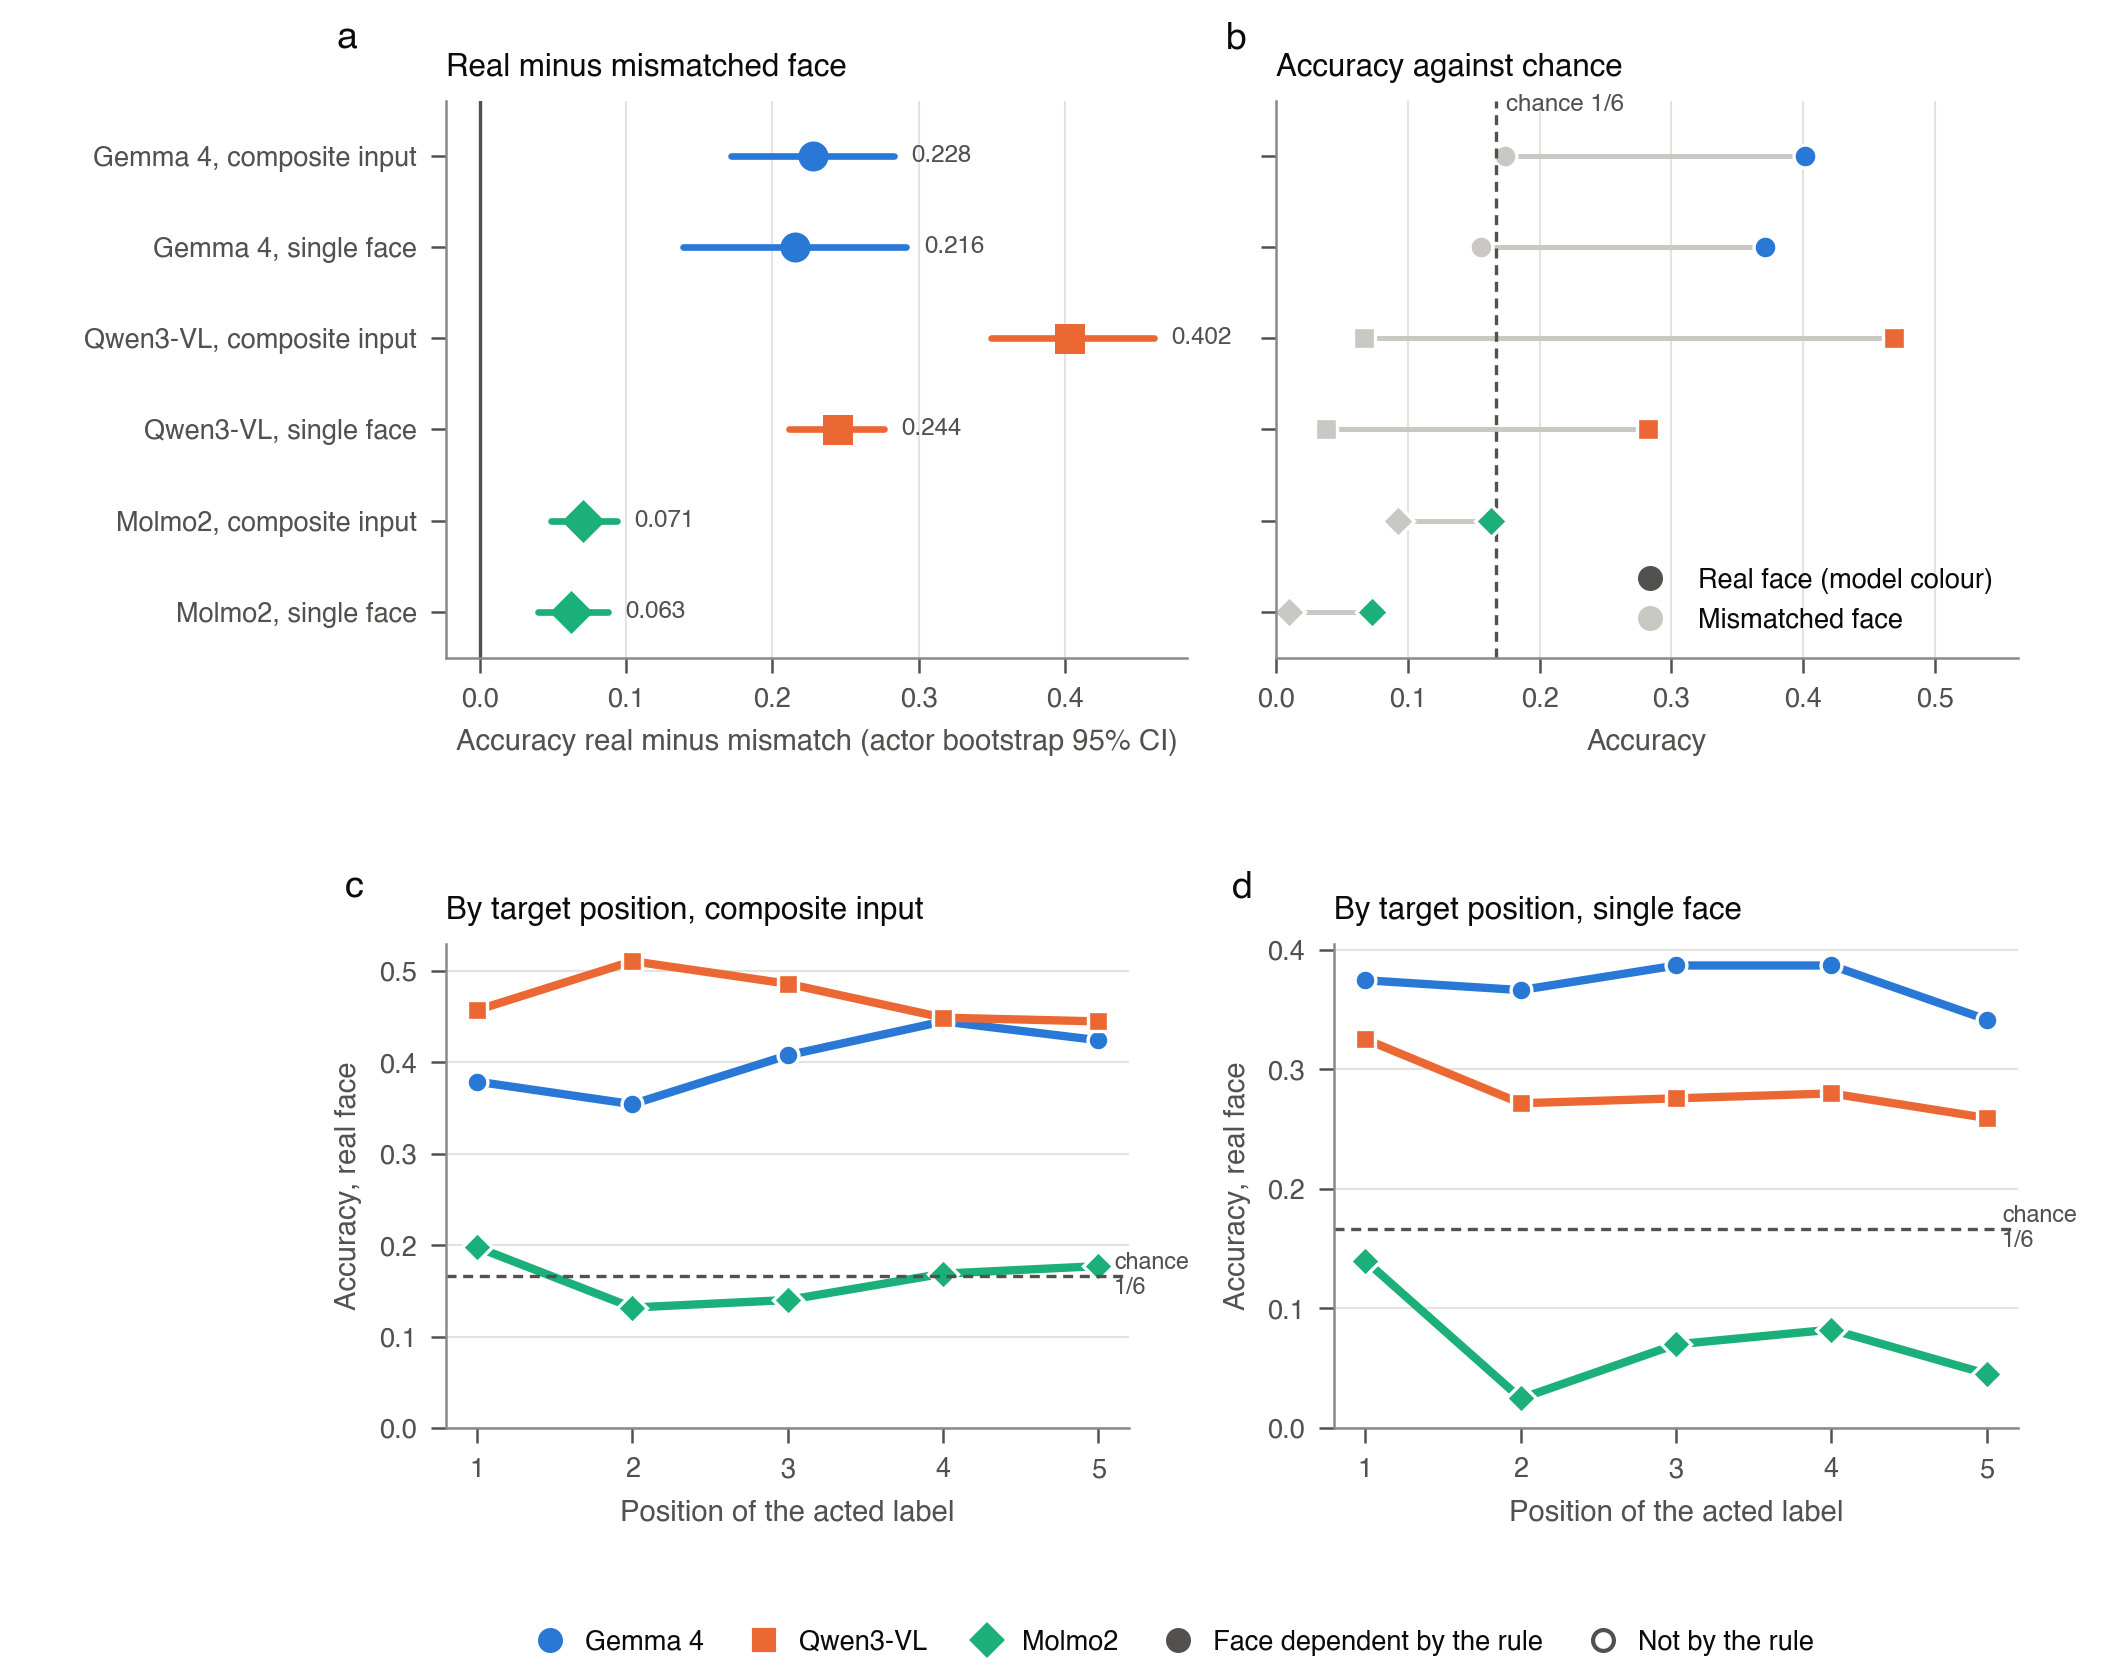 a
Real minus mismatched face
Gemma 4, composite input
Gemma 4, single face
Qwen3-VL, composite input
Qwen3-VL, single face
Molmo2, composite input
Molmo2, single face
0.228
0.216
0.402
0.244
0.071
0.063
0.0 0.1 0.2 0.3 0.4
Accuracy real minus mismatch (actor bootstrap 95% CI)
b
Accuracy against chance
chance 1/6
Real face (model colour)
Mismatched face
0.0 0.1 0.2 0.3 0.4 0.5
Accuracy
c
By target position, composite input
Accuracy, real face
0.5
0.4
0.3
0.2
0.1
0.0
chance
1/6
1 2 3 4 5
Position of the acted label
d
By target position, single face
Accuracy, real face
0.4
0.3
0.2
0.1
0.0
chance
1/6
1 2 3 4 5
Position of the acted label
Gemma 4 Qwen3-VL Molmo2 Face dependent by the rule Not by the rule